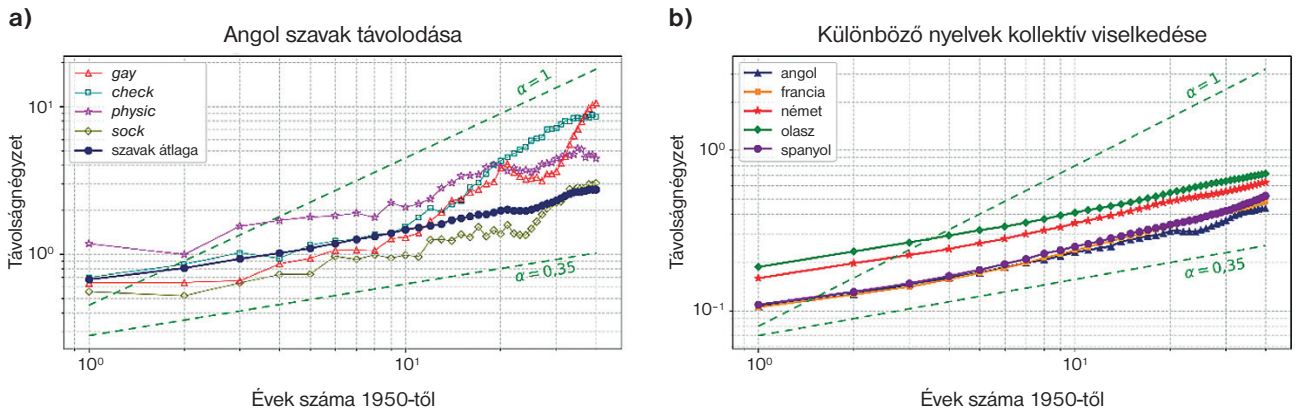 a)
Angol szavak távolodása
gay
check
physic
sock
szavak átlaga
α = 1
α = 0,35
10¹
10⁰
Távolságnégyzet
10⁰
10¹
Évek száma 1950-től
b)
Különböző nyelvek kollektív viselkedése
angol
francia
német
olasz
spanyol
α = 1
α = 0,35
10⁰
10⁻¹
Távolságnégyzet
10⁰
10¹
Évek száma 1950-től